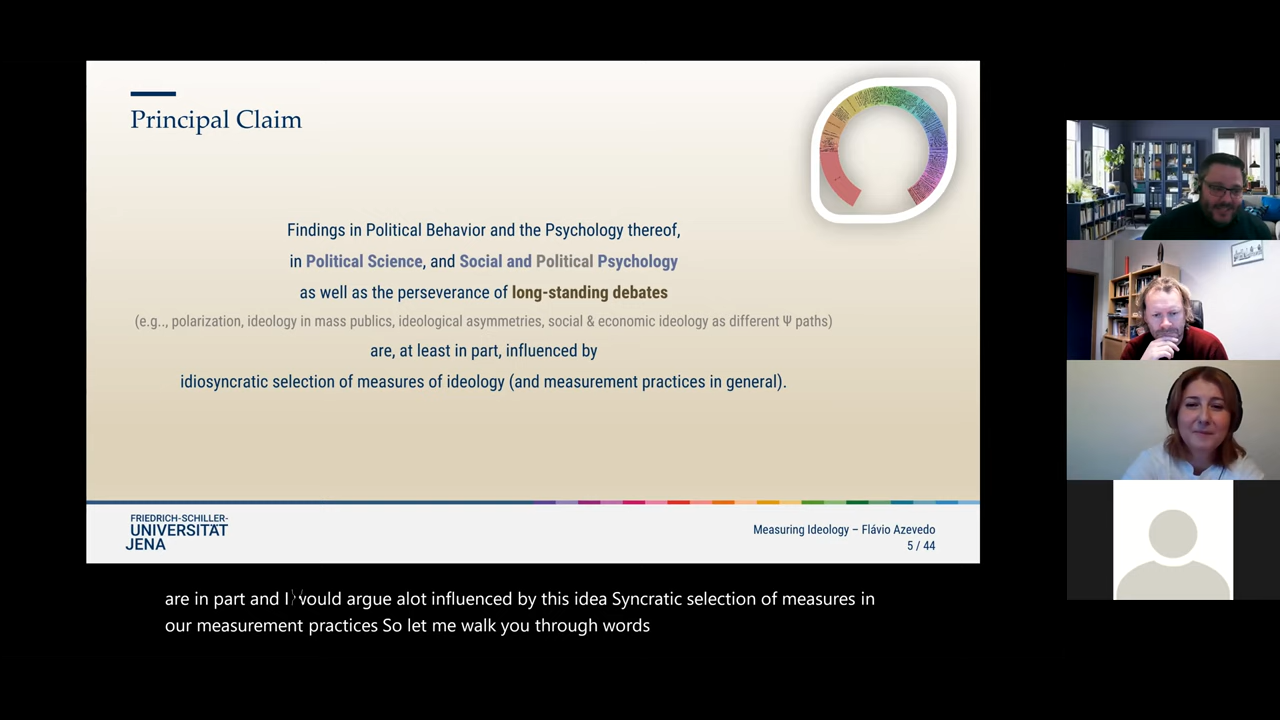 Principal Claim
Findings in Political Behavior and the Psychology thereof,
in Political Science, and Social and Political Psychology
as well as the perseverance of long-standing debates
(e.g.., polarization, ideology in mass publics, ideological asymmetries, social & economic ideology as different Ψ paths)
are, at least in part, influenced by
idiosyncratic selection of measures of ideology (and measurement practices in general).
FRIEDRICH-SCHILLER-
UNIVERSITÄT
JENA
Measuring Ideology – Flávio Azevedo
5 / 44
are in part and I would argue alot influenced by this idea Syncratic selection of measures in
our measurement practices So let me walk you through words